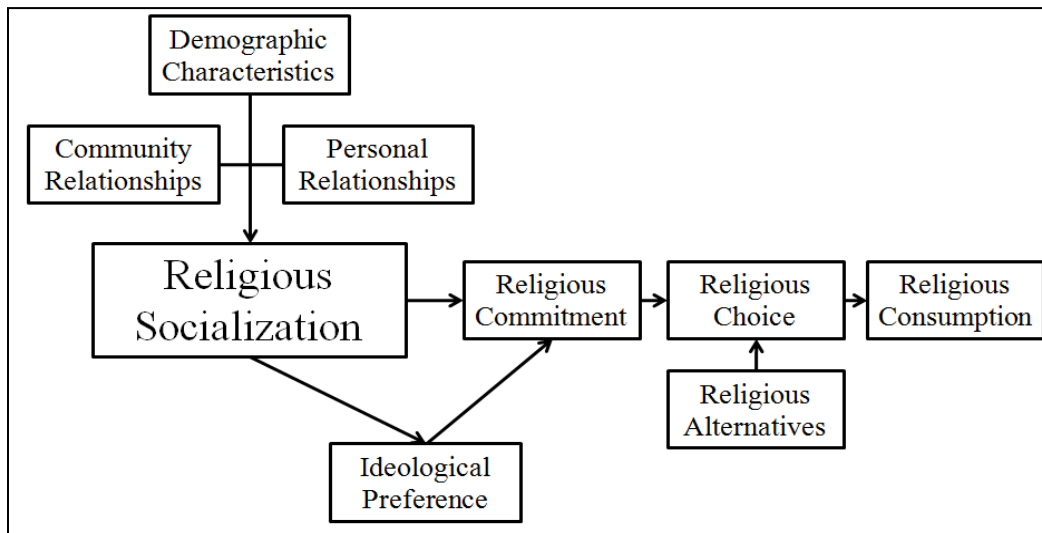 Demographic
Characteristics
Community
Relationships
Personal
Relationships
Religious
Socialization
Religious
Commitment
Religious
Choice
Religious
Consumption
Religious
Alternatives
Ideological
Preference